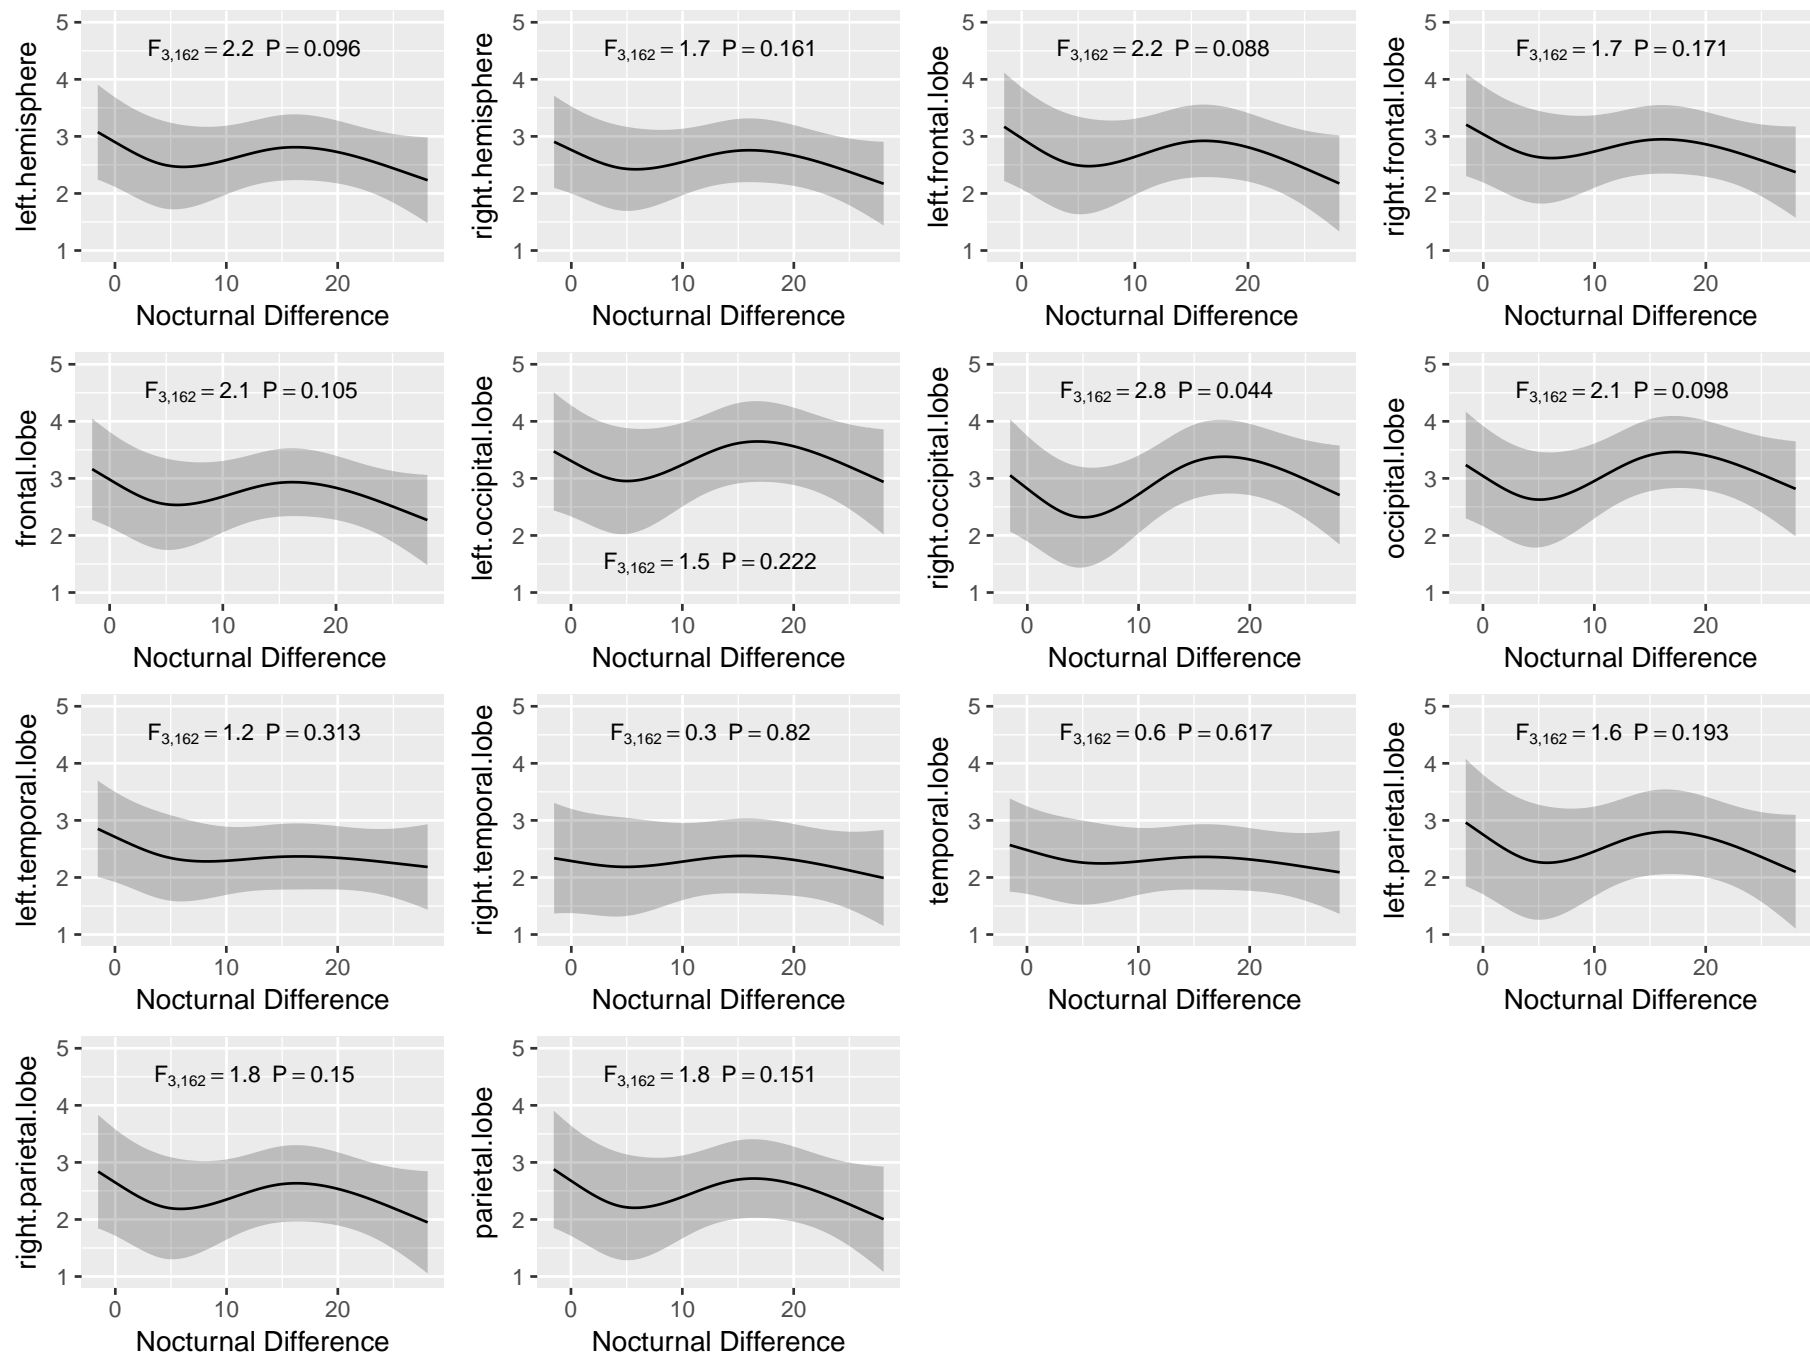 left.hemisphere
5
4
3
2
1
F3,162 = 2.2 P = 0.096
0 10 20
Nocturnal Difference
right.hemisphere
5
4
3
2
1
F3,162 = 1.7 P = 0.161
0 10 20
Nocturnal Difference
left.frontal.lobe
5
4
3
2
1
F3,162 = 2.2 P = 0.088
0 10 20
Nocturnal Difference
right.frontal.lobe
5
4
3
2
1
F3,162 = 1.7 P = 0.171
0 10 20
Nocturnal Difference
frontal.lobe
5
4
3
2
1
F3,162 = 2.1 P = 0.105
0 10 20
Nocturnal Difference
left.occipital.lobe
5
4
3
2
1
F3,162 = 1.5 P = 0.222
0 10 20
Nocturnal Difference
right.occipital.lobe
5
4
3
2
1
F3,162 = 2.8 P = 0.044
0 10 20
Nocturnal Difference
occipital.lobe
5
4
3
2
1
F3,162 = 2.1 P = 0.098
0 10 20
Nocturnal Difference
left.temporal.lobe
5
4
3
2
1
F3,162 = 1.2 P = 0.313
0 10 20
Nocturnal Difference
right.temporal.lobe
5
4
3
2
1
F3,162 = 0.3 P = 0.82
0 10 20
Nocturnal Difference
temporal.lobe
5
4
3
2
1
F3,162 = 0.6 P = 0.617
0 10 20
Nocturnal Difference
left.parietal.lobe
5
4
3
2
1
F3,162 = 1.6 P = 0.193
0 10 20
Nocturnal Difference
right.parietal.lobe
5
4
3
2
1
F3,162 = 1.8 P = 0.15
0 10 20
Nocturnal Difference
parietal.lobe
5
4
3
2
1
F3,162 = 1.8 P = 0.151
0 10 20
Nocturnal Difference